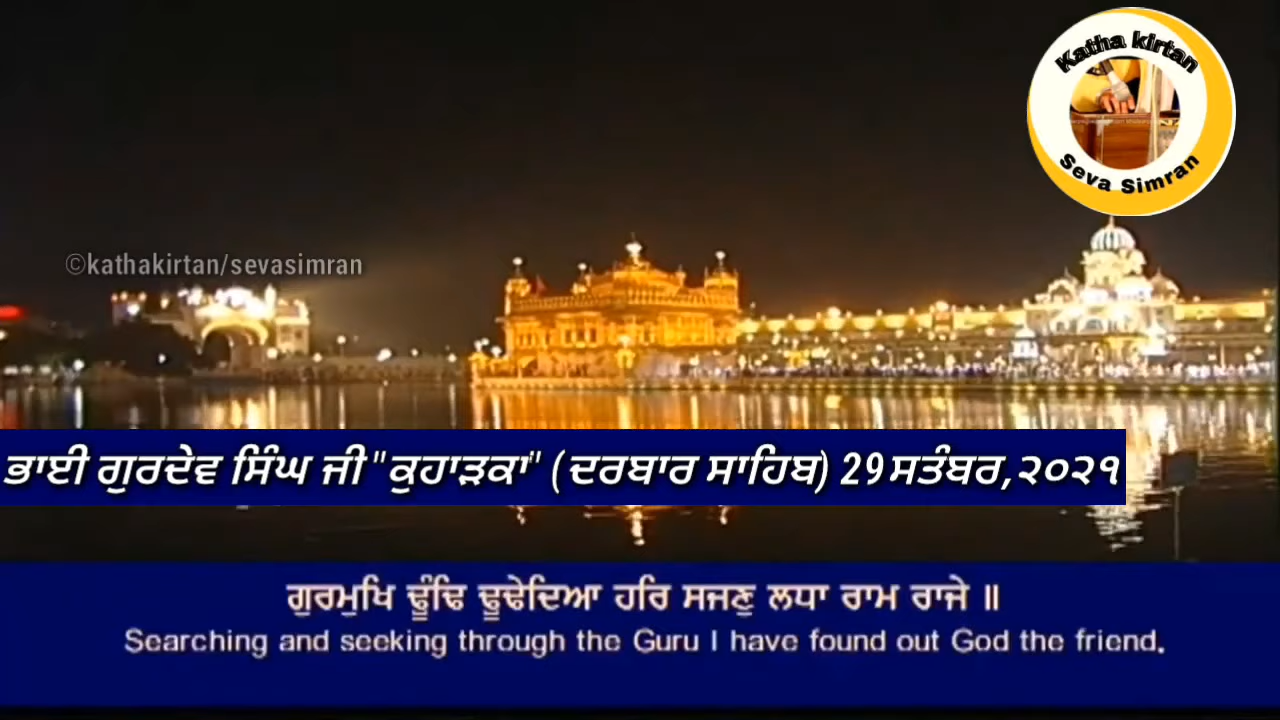 Katha kirtan
Seva Simran
©kathakirtan/sevasimran
ਭਾਈ ਗੁਰਦੇਵ ਸਿੰਘ ਜੀ "ਕੁਹਾੜਕਾ" (ਦਰਬਾਰ ਸਾਹਿਬ) 29 ਸਤੰਬਰ,੨੦੨੧
ਗੁਰਮੁਖਿ ਢੂੰਢਿ ਢੂਢੇਦਿਆ ਹਰਿ ਸਜਣੁ ਲਧਾ ਰਾਮ ਰਾਜੇ ॥
Searching and seeking through the Guru I have found out God the friend.